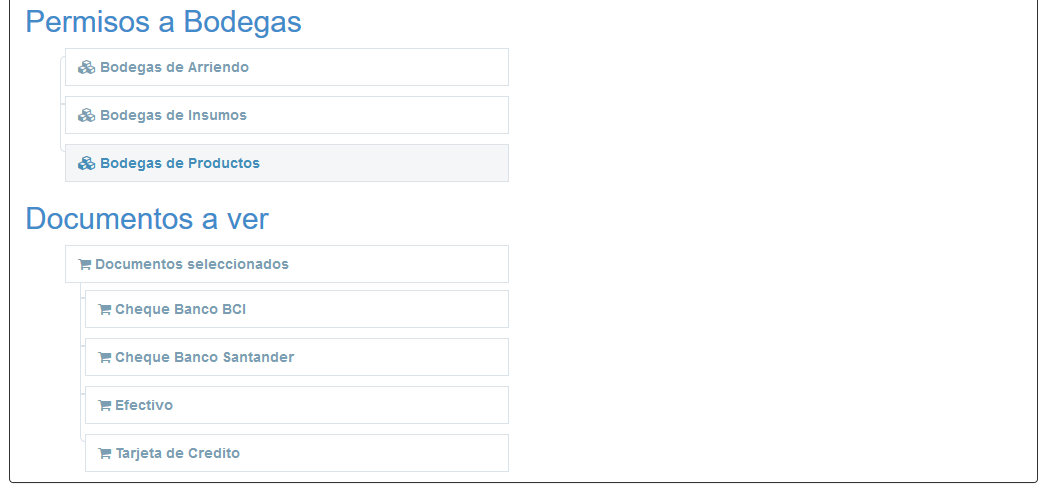 Permisos a Bodegas
Bodegas de Arriendo
Bodegas de Insumos
Bodegas de Productos
Documentos a ver
Documentos seleccionados
Cheque Banco BCI
Cheque Banco Santander
Efectivo
Tarjeta de Credito